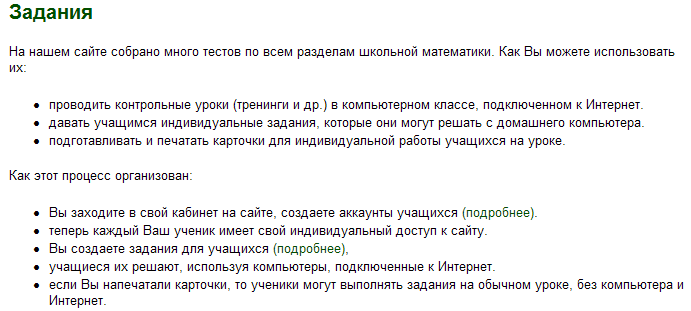 Задания
На нашем сайте собрано много тестов по всем разделам школьной математики. Как Вы можете использовать
их:
• проводить контрольные уроки (тренинги и др.) в компьютерном классе, подключенном к Интернет.
• давать учащимся индивидуальные задания, которые они могут решать с домашнего компьютера.
• подготавливать и печатать карточки для индивидуальной работы учащихся на уроке.
Как этот процесс организован:
• Вы заходите в свой кабинет на сайте, создаете аккаунты учащихся (подробнее).
• теперь каждый Ваш ученик имеет свой индивидуальный доступ к сайту.
• Вы создаете задания для учащихся (подробнее),
• учащиеся их решают, используя компьютеры, подключенные к Интернет.
• если Вы напечатали карточки, то ученики могут выполнять задания на обычном уроке, без компьютера и
Интернет.